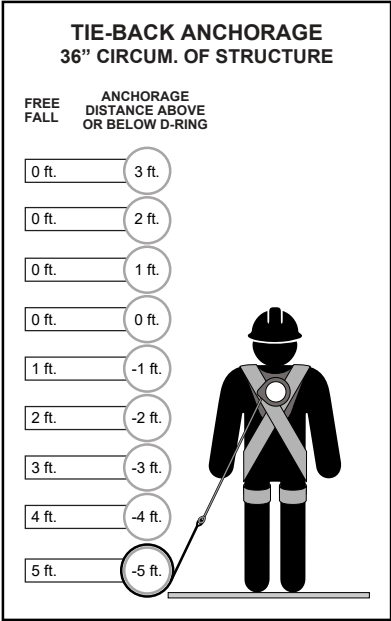 TIE-BACK ANCHORAGE
36” CIRCUM. OF STRUCTURE
FREE
FALL
ANCHORAGE
DISTANCE ABOVE
OR BELOW D-RING
0 ft. 3 ft.
0 ft. 2 ft.
0 ft. 1 ft.
0 ft. 0 ft.
1 ft. -1 ft.
2 ft. -2 ft.
3 ft. -3 ft.
4 ft. -4 ft.
5 ft. -5 ft.